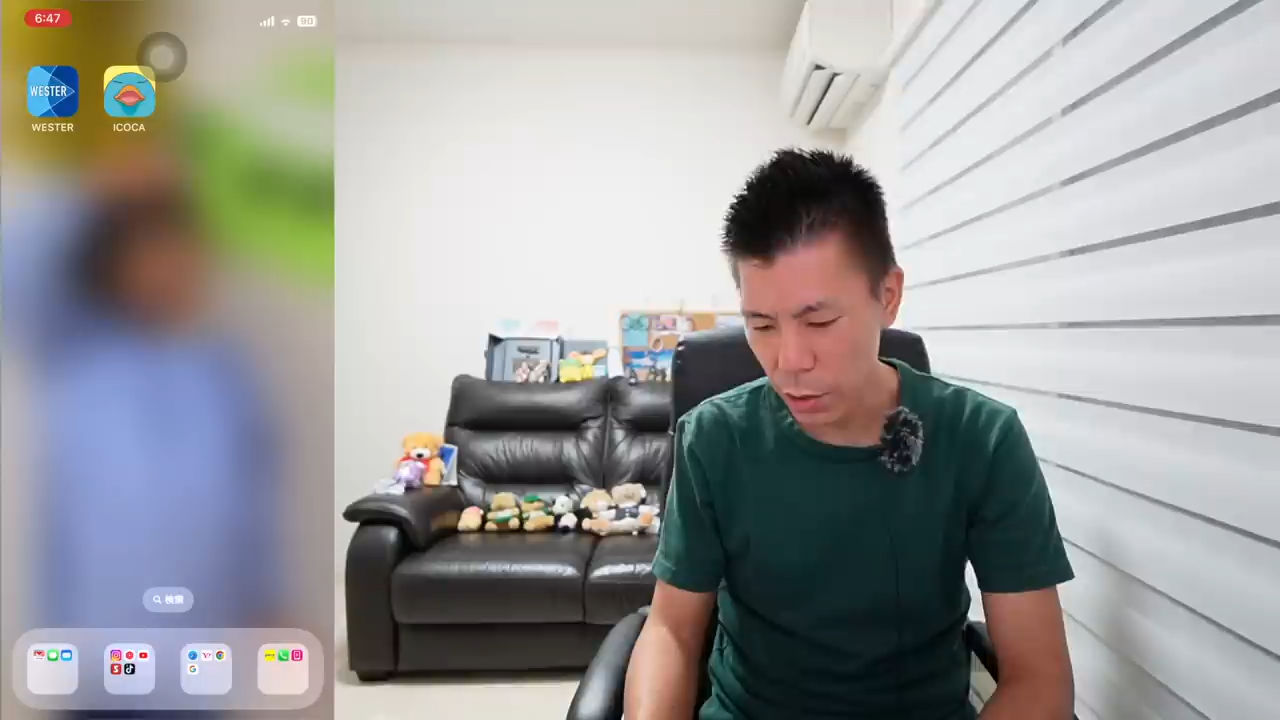 6:47
90
WESTER
WESTER
ICOCA
検索